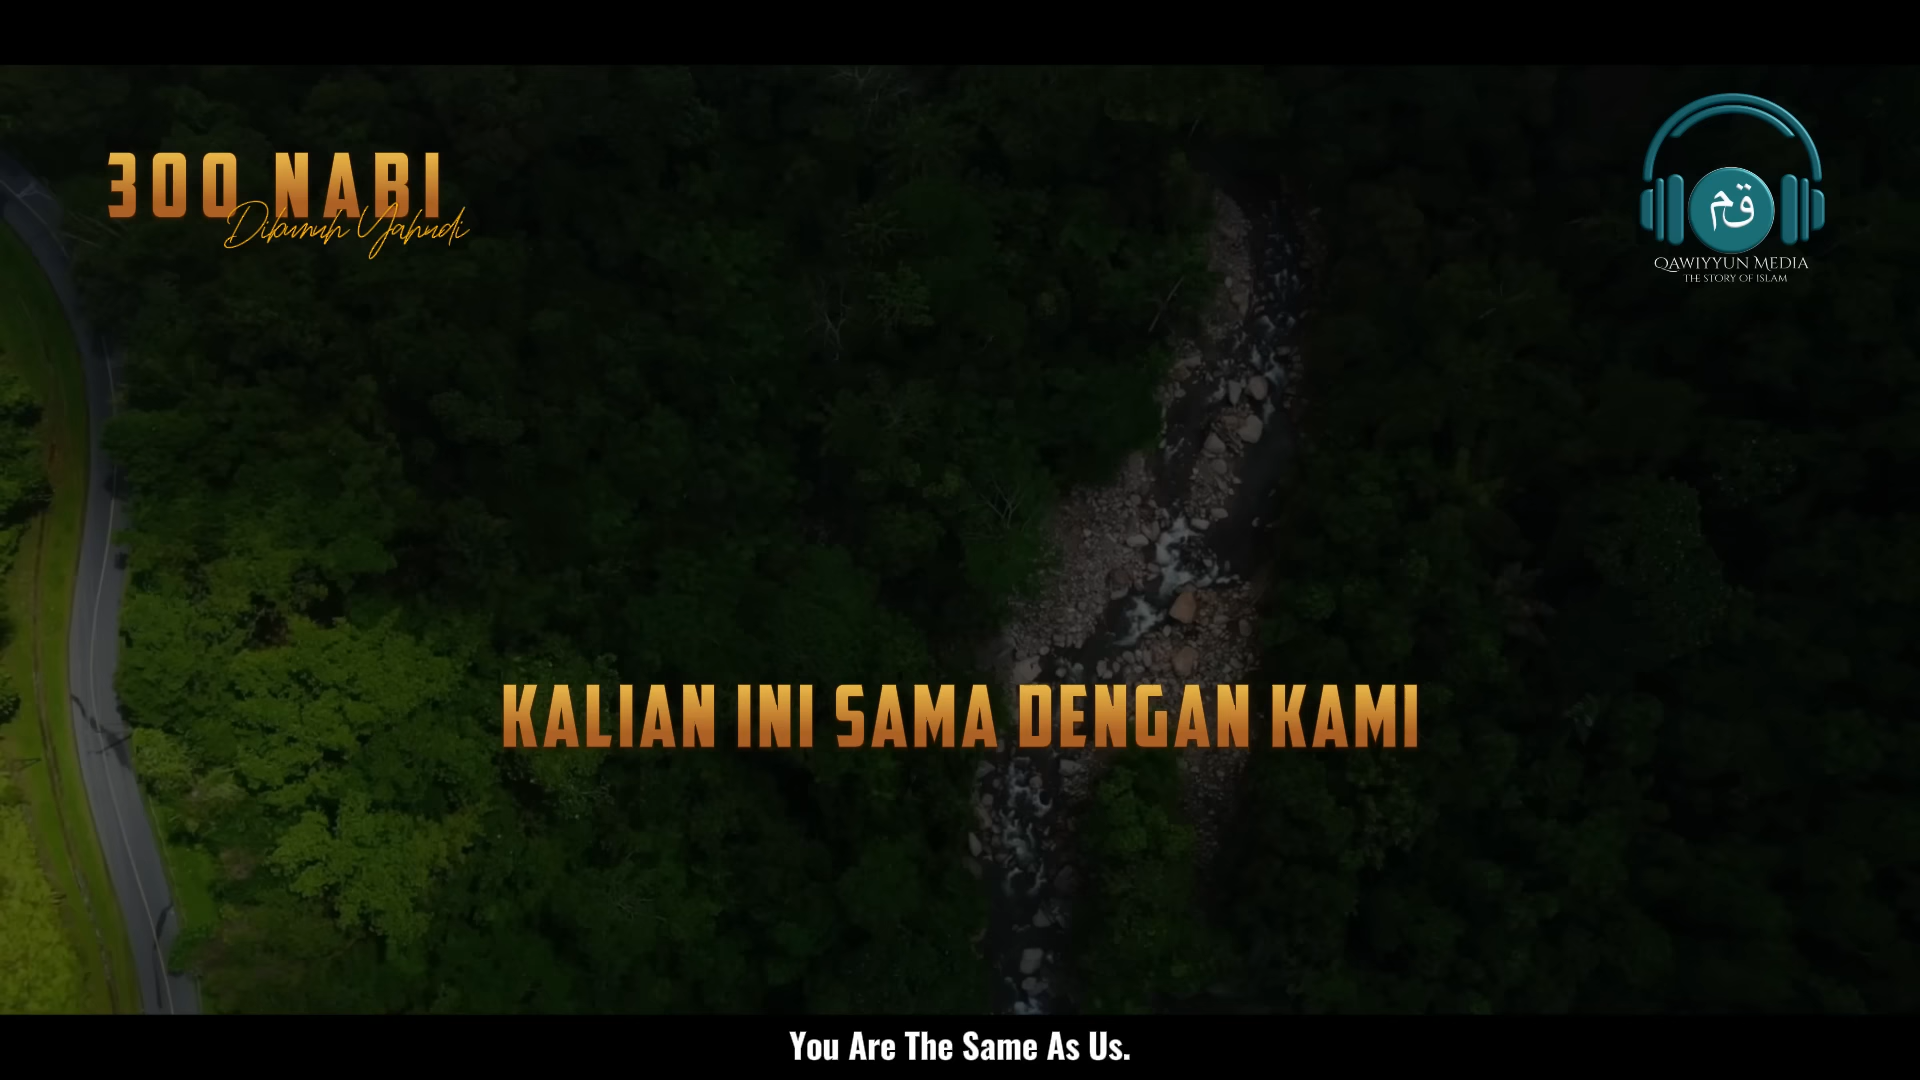 300 NABI
Dibunuh Yahudi
قم
QAWIYYUN MEDIA
THE STORY OF ISLAM
KALIAN INI SAMA DENGAN KAMI
You Are The Same As Us.